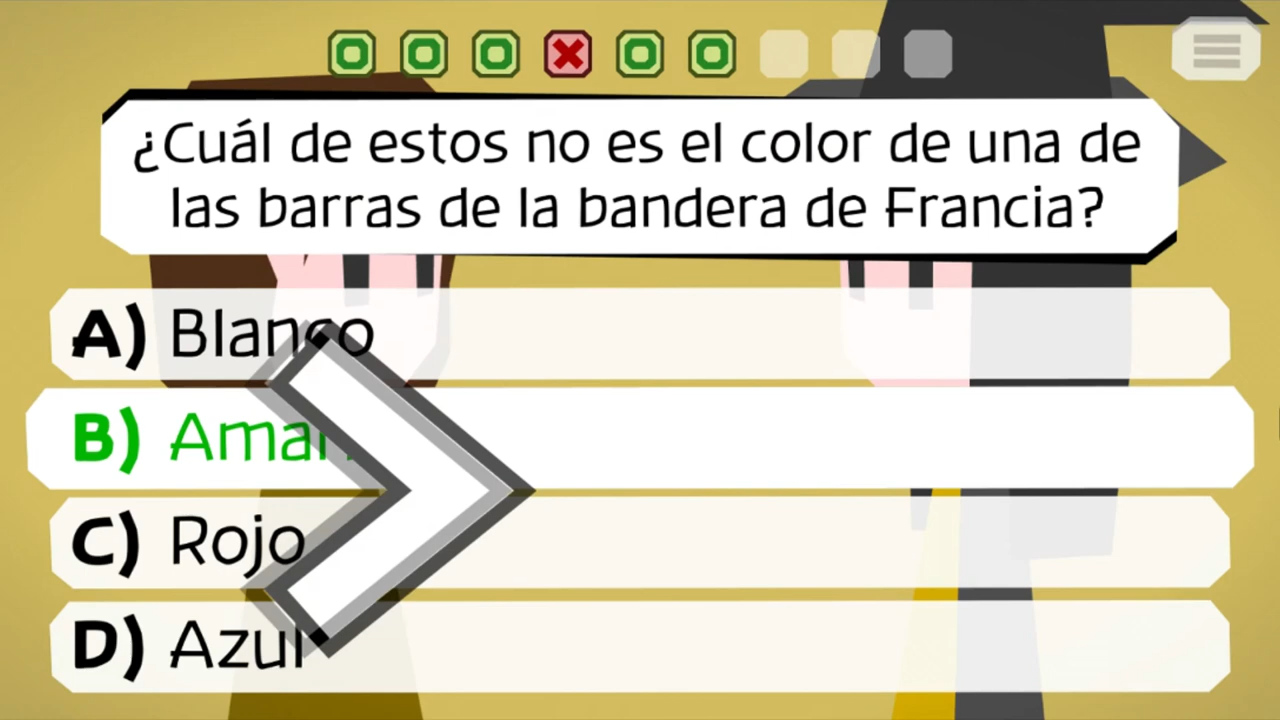 ¿Cuál de estos no es el color de una de
las barras de la bandera de Francia?
A) Blanco
B)
C) Rojo
D) Azul